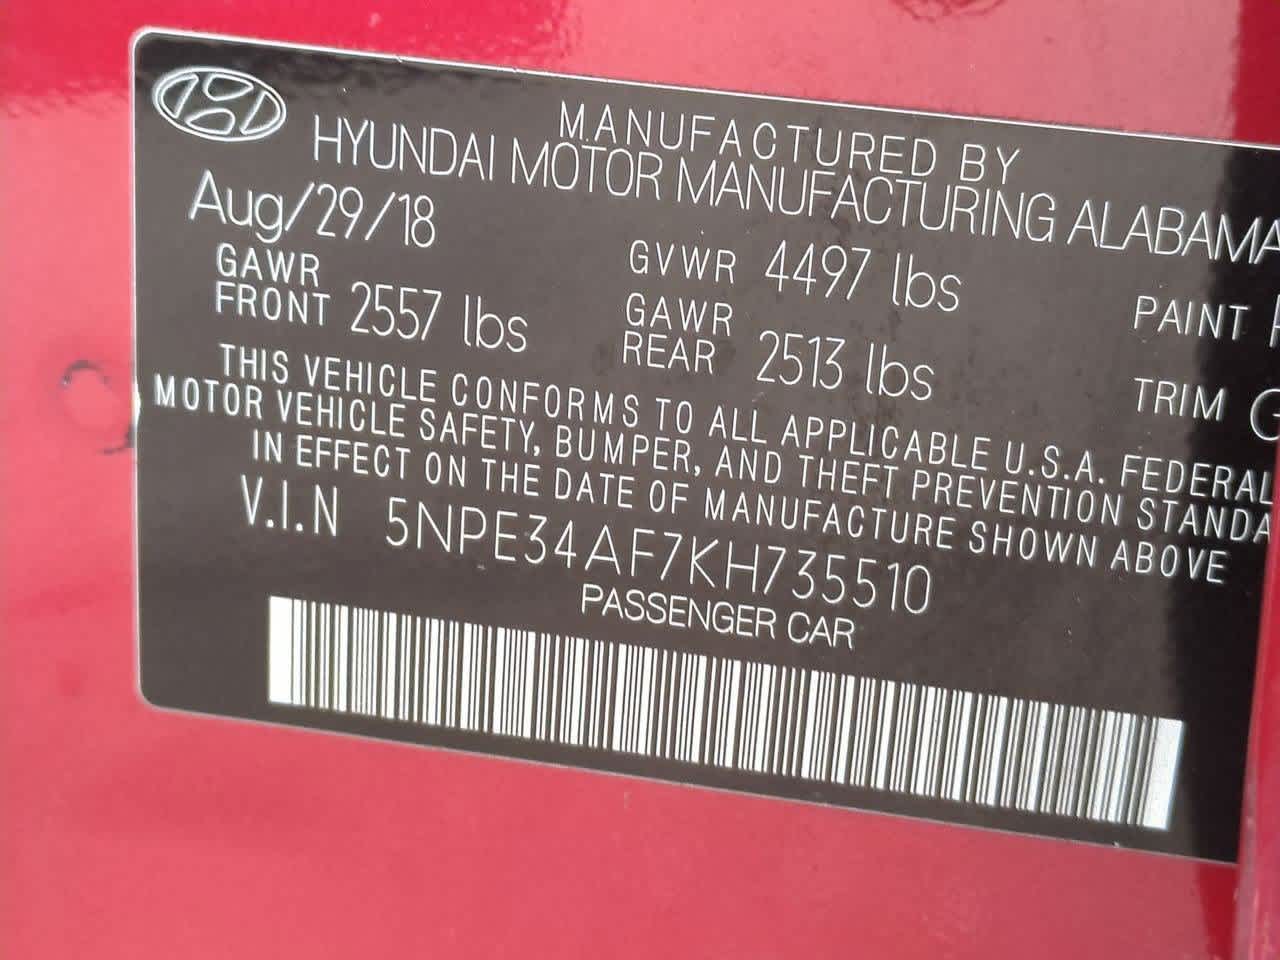 MANUFACTURED BY
HYUNDAI MOTOR MANUFACTURING ALABAMA
Aug/29/18
GVWR 4497 lbs
PAINT
GAWR FRONT 2557 lbs
GAWR REAR 2513 lbs
TRIM G
THIS VEHICLE CONFORMS TO ALL APPLICABLE U.S.A. FEDERAL
MOTOR VEHICLE SAFETY, BUMPER, AND THEFT PREVENTION STANDA
IN EFFECT ON THE DATE OF MANUFACTURE SHOWN ABOVE
V.I.N 5NPE34AF7KH735510
PASSENGER CAR